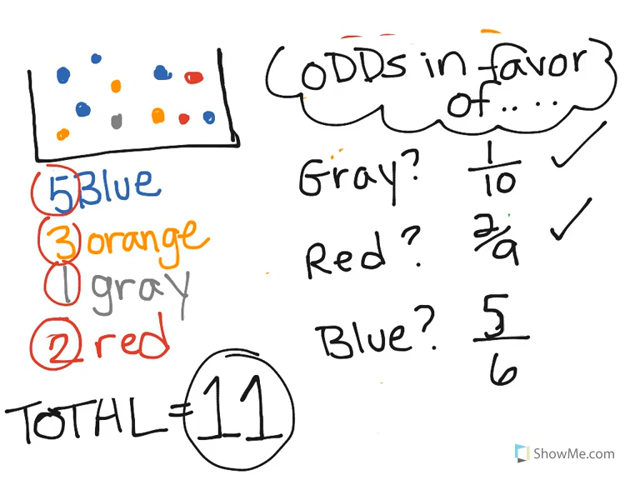 ODDs in favor
of....
5 Blue
3 orange
1 gray
2 red
TOTAL = 11
Gray? 1/10 ✓
Red? 2/9 ✓
Blue? 5/6
ShowMe.com